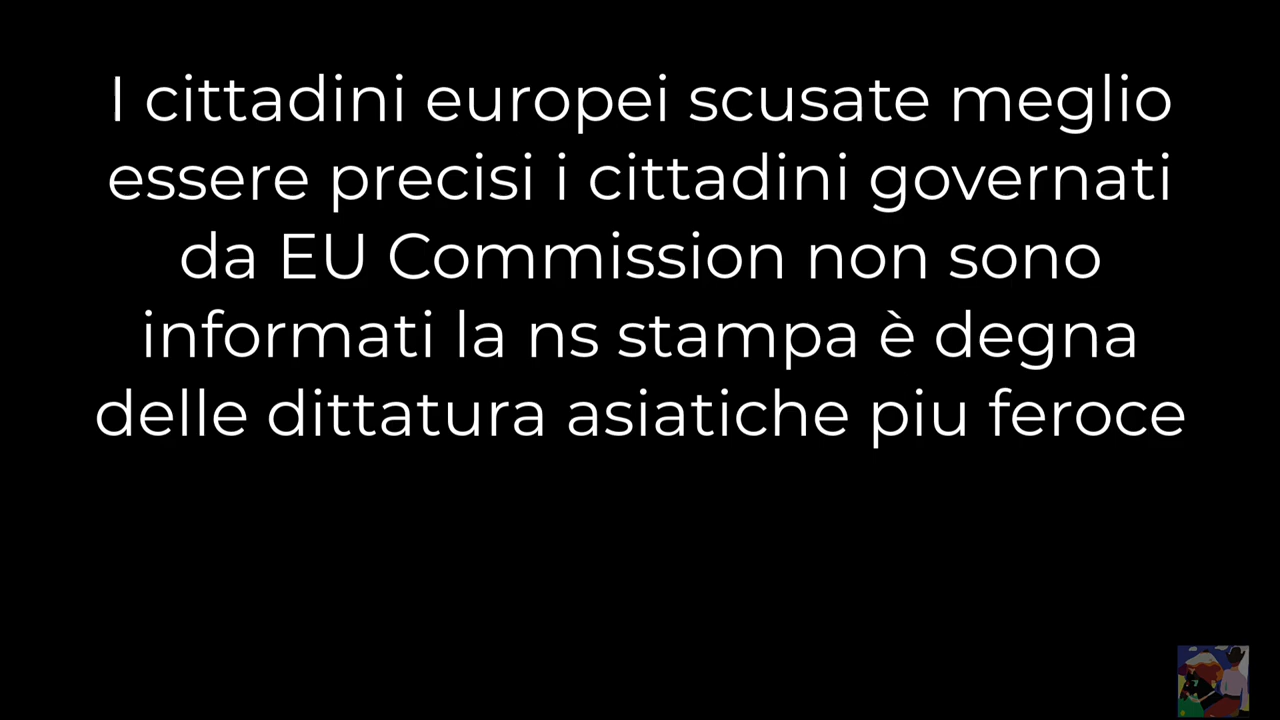 I cittadini europei scusate meglio
essere precisi i cittadini governati
da EU Commission non sono
informati la ns stampa è degna
delle dittatura asiatiche piu feroce